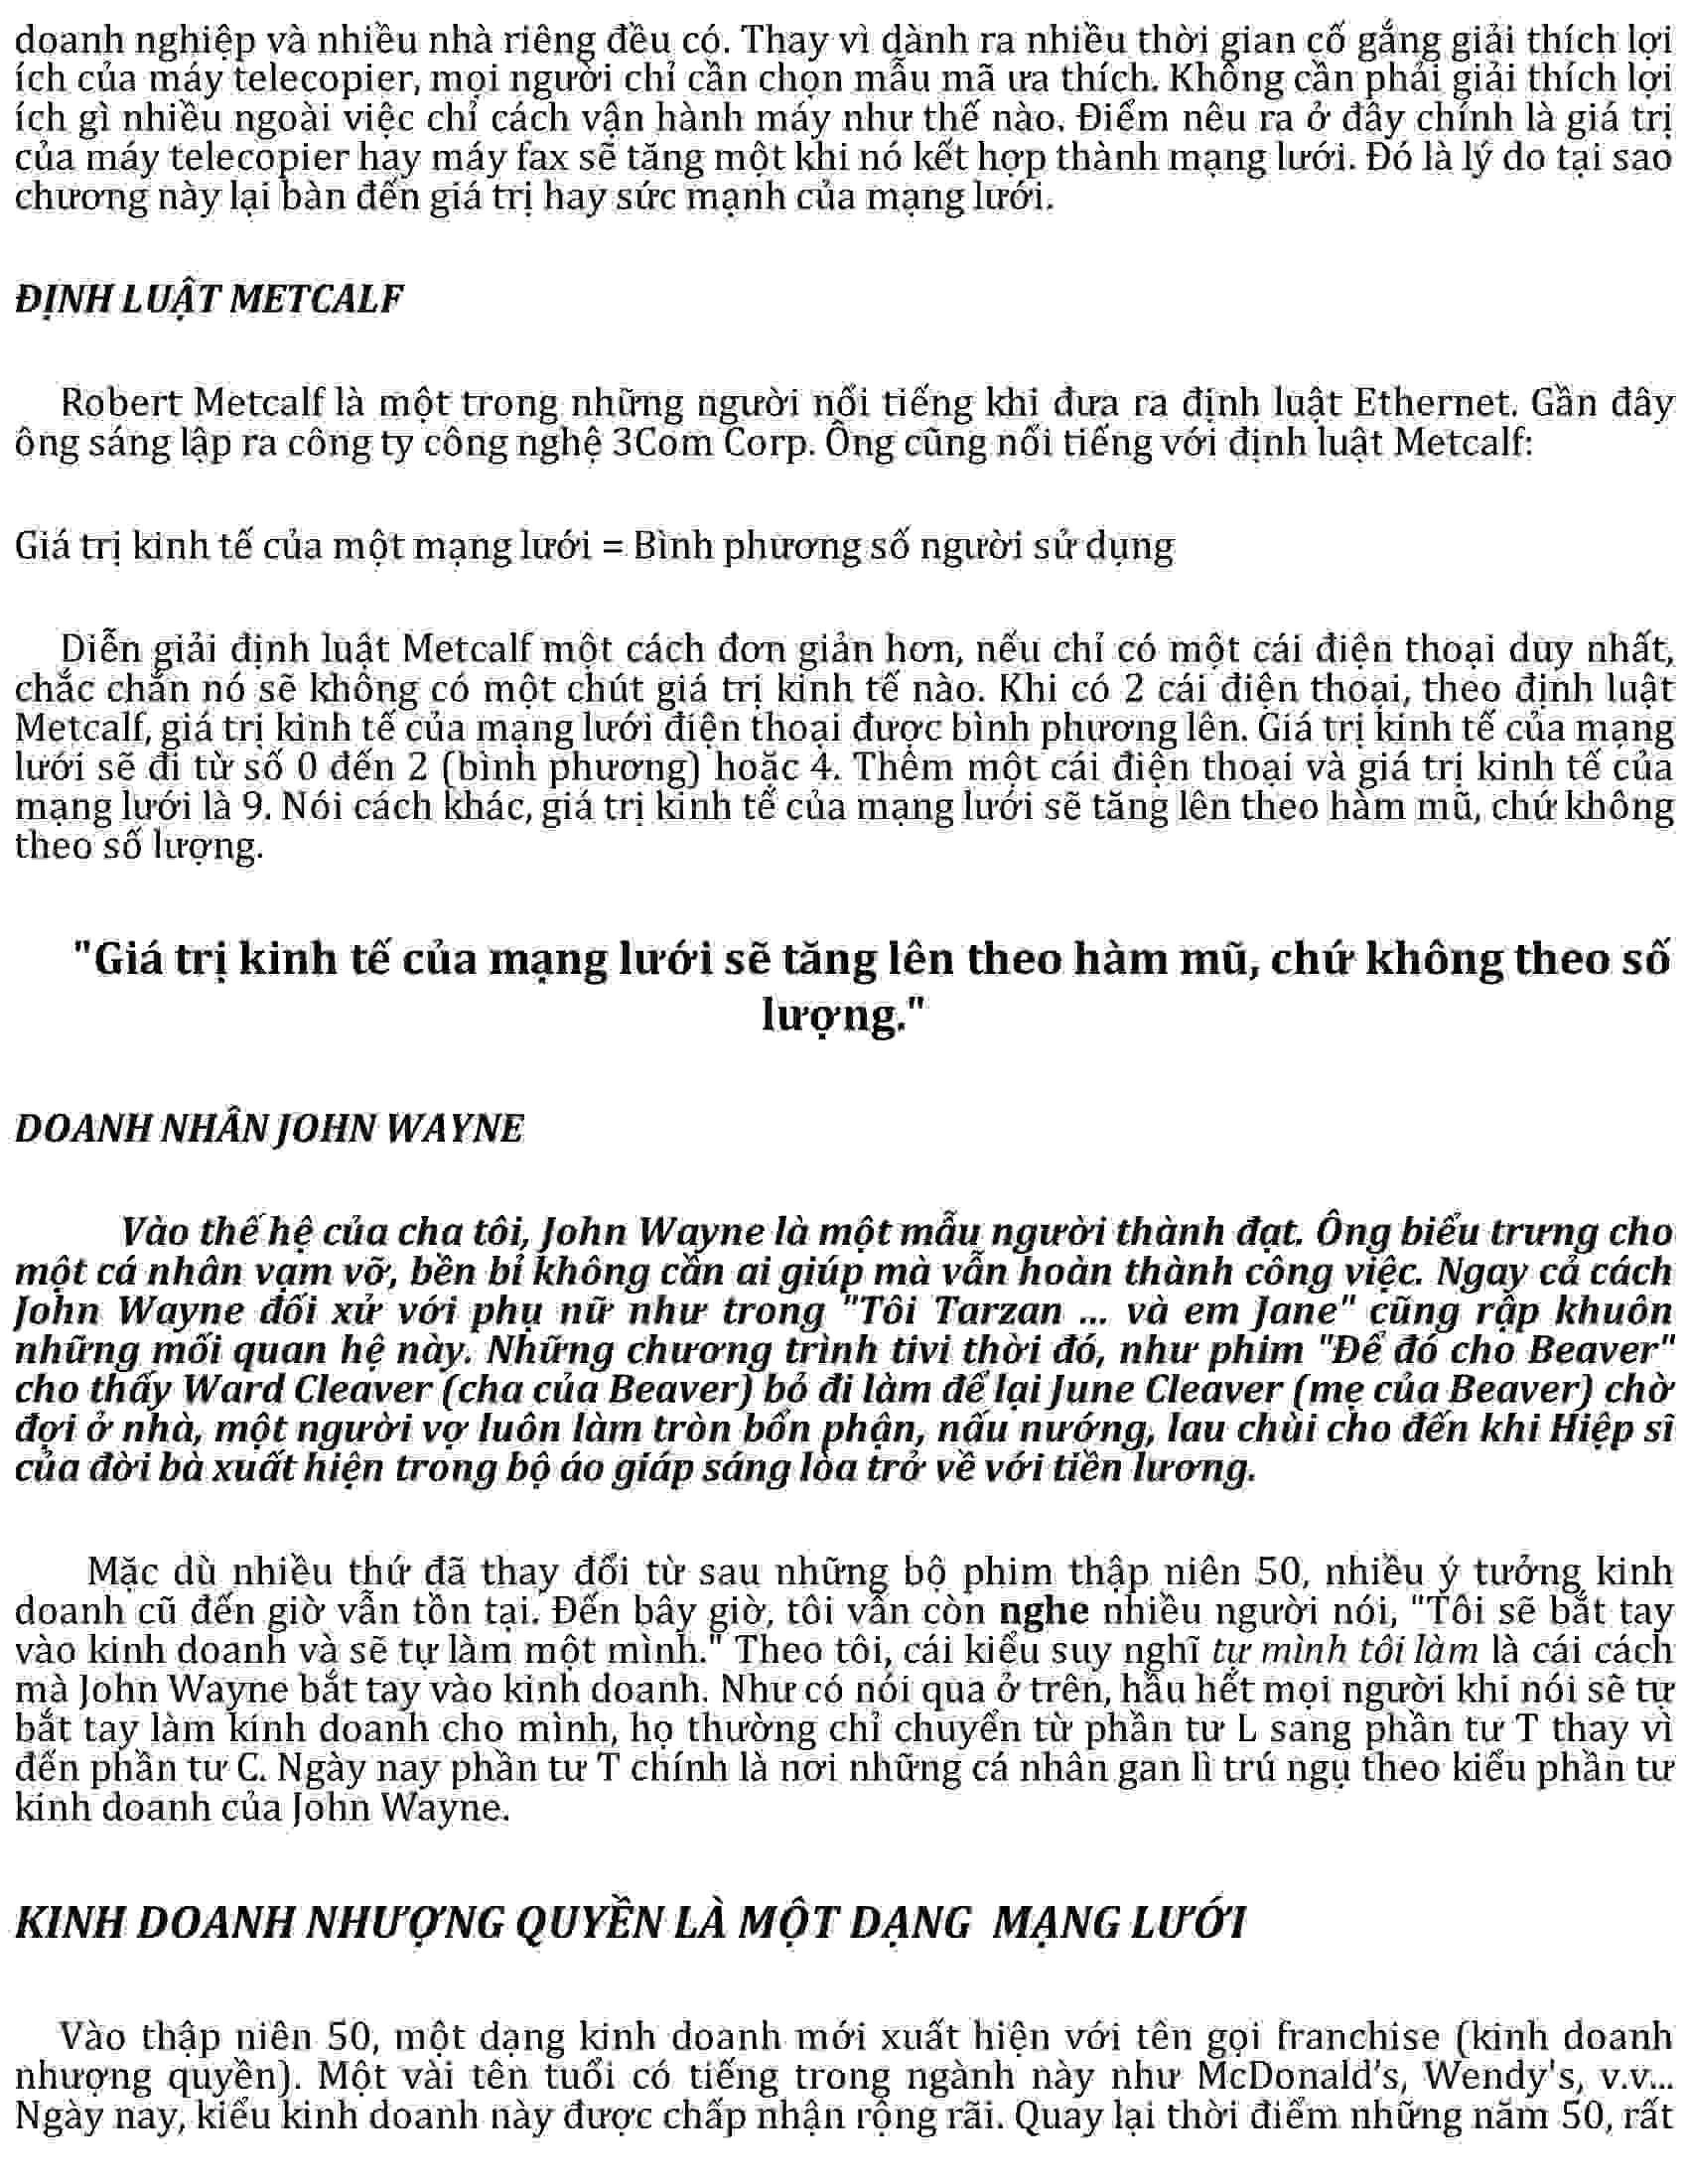 doanh nghiệp và nhiều nhà riêng đều có. Thay vì dành ra nhiều thời gian cố gắng giải thích lợi
ích của máy telecopier, mọi người chỉ cần chọn mẫu mã ưa thích. Không cần phải giải thích lợi
ích gì nhiều ngoài việc chỉ cách vận hành máy như thế nào. Điểm nêu ra ở đây chính là giá trị
của máy telecopier hay máy fax sẽ tăng một khi nó kết hợp thành mạng lưới. Đó là lý do tại sao
chương này lại bàn đến giá trị hay sức mạnh của mạng lưới.
ĐỊNH LUẬT METCALF
Robert Metcalf là một trong những người nổi tiếng khi đưa ra định luật Ethernet. Gần đây
ông sáng lập ra công ty công nghệ 3Com Corp. Ông cũng nổi tiếng với định luật Metcalf:
Giá trị kinh tế của một mạng lưới = Bình phương số người sử dụng
Diễn giải định luật Metcalf một cách đơn giản hơn, nếu chỉ có một cái điện thoại duy nhất,
chắc chắn nó sẽ không có một chút giá trị kinh tế nào. Khi có 2 cái điện thoại, theo định luật
Metcalf, giá trị kinh tế của mạng lưới điện thoại được bình phương lên. Giá trị kinh tế của mạng
lưới sẽ đi từ số 0 đến 2 (bình phương) hoặc 4. Thêm một cái điện thoại và giá trị kinh tế của
mạng lưới là 9. Nói cách khác, giá trị kinh tế của mạng lưới sẽ tăng lên theo hàm mũ, chứ không
theo số lượng.
"Giá trị kinh tế của mạng lưới sẽ tăng lên theo hàm mũ, chứ không theo số
lượng."
DOANH NHÂN JOHN WAYNE
Vào thế hệ của cha tôi, John Wayne là một mẫu người thành đạt. Ông biểu trưng cho
một cá nhân vạm vỡ, bền bỉ không cần ai giúp mà vẫn hoàn thành công việc. Ngay cả cách
John Wayne đối xử với phụ nữ như trong "Tôi Tarzan ... và em Jane" cũng rập khuôn
những mối quan hệ này. Những chương trình tivi thời đó, như phim "Để đó cho Beaver"
cho thấy Ward Cleaver (cha của Beaver) bỏ đi làm để lại June Cleaver (mẹ của Beaver) chờ
đợi ở nhà, một người vợ luôn làm tròn bổn phận, nấu nướng, lau chùi cho đến khi Hiệp sĩ
của đời bà xuất hiện trong bộ áo giáp sáng lòa trở về với tiền lương.
Mặc dù nhiều thứ đã thay đổi từ sau những bộ phim thập niên 50, nhiều ý tưởng kinh
doanh cũ đến giờ vẫn tồn tại. Đến bây giờ, tôi vẫn còn nghe nhiều người nói, "Tôi sẽ bắt tay
vào kinh doanh và sẽ tự làm một mình." Theo tôi, cái kiểu suy nghĩ tự mình tôi làm là cái cách
mà John Wayne bắt tay vào kinh doanh. Như có nói qua ở trên, hầu hết mọi người khi nói sẽ tự
bắt tay làm kinh doanh cho mình, họ thường chỉ chuyển từ phần tư L sang phần tư T thay vì
đến phần tư C. Ngày nay phần tư T chính là nơi những cá nhân gan lì trú ngụ theo kiểu phần tư
kinh doanh của John Wayne.
KINH DOANH NHƯỢNG QUYỀN LÀ MỘT DẠNG MẠNG LƯỚI
Vào thập niên 50, một dạng kinh doanh mới xuất hiện với tên gọi franchise (kinh doanh
nhượng quyền). Một vài tên tuổi có tiếng trong ngành này như McDonald's, Wendy's, v.v...
Ngày nay, kiểu kinh doanh này được chấp nhận rộng rãi. Quay lại thời điểm những năm 50, rất